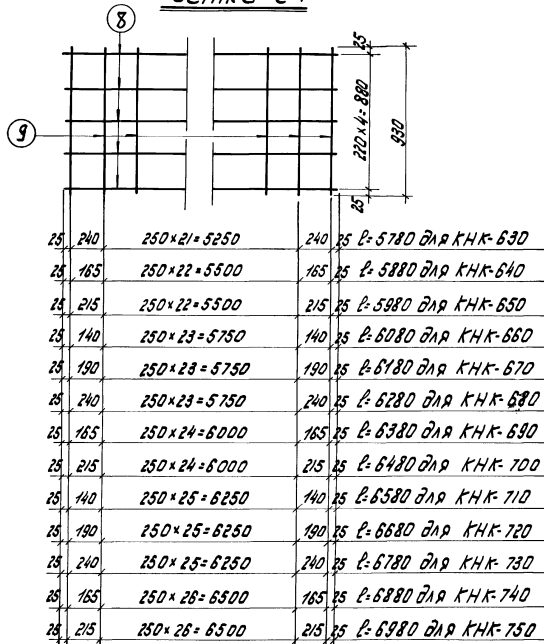 8
9
25
220×4=880
930
25
25 240 250×21=5250 240 25 ℓ=5780 для КНК-630
25 165 250×22=5500 165 25 ℓ=5880 для КНК-640
25 215 250×22=5500 215 25 ℓ=5980 для КНК-650
25 140 250×23=5750 140 25 ℓ=6080 для КНК-660
25 190 250×23=5750 190 25 ℓ=6180 для КНК-670
25 240 250×23=5750 240 25 ℓ=6280 для КНК-680
25 165 250×24=6000 165 25 ℓ=6380 для КНК-690
25 215 250×24=6000 215 25 ℓ=6480 для КНК-700
25 140 250×25=6250 140 25 ℓ=6580 для КНК-710
25 190 250×25=6250 190 25 ℓ=6680 для КНК-720
25 240 250×25=6250 240 25 ℓ=6780 для КНК-730
25 165 250×26=6500 165 25 ℓ=6880 для КНК-740
25 215 250×26=6500 215 25 ℓ=6980 для КНК-750